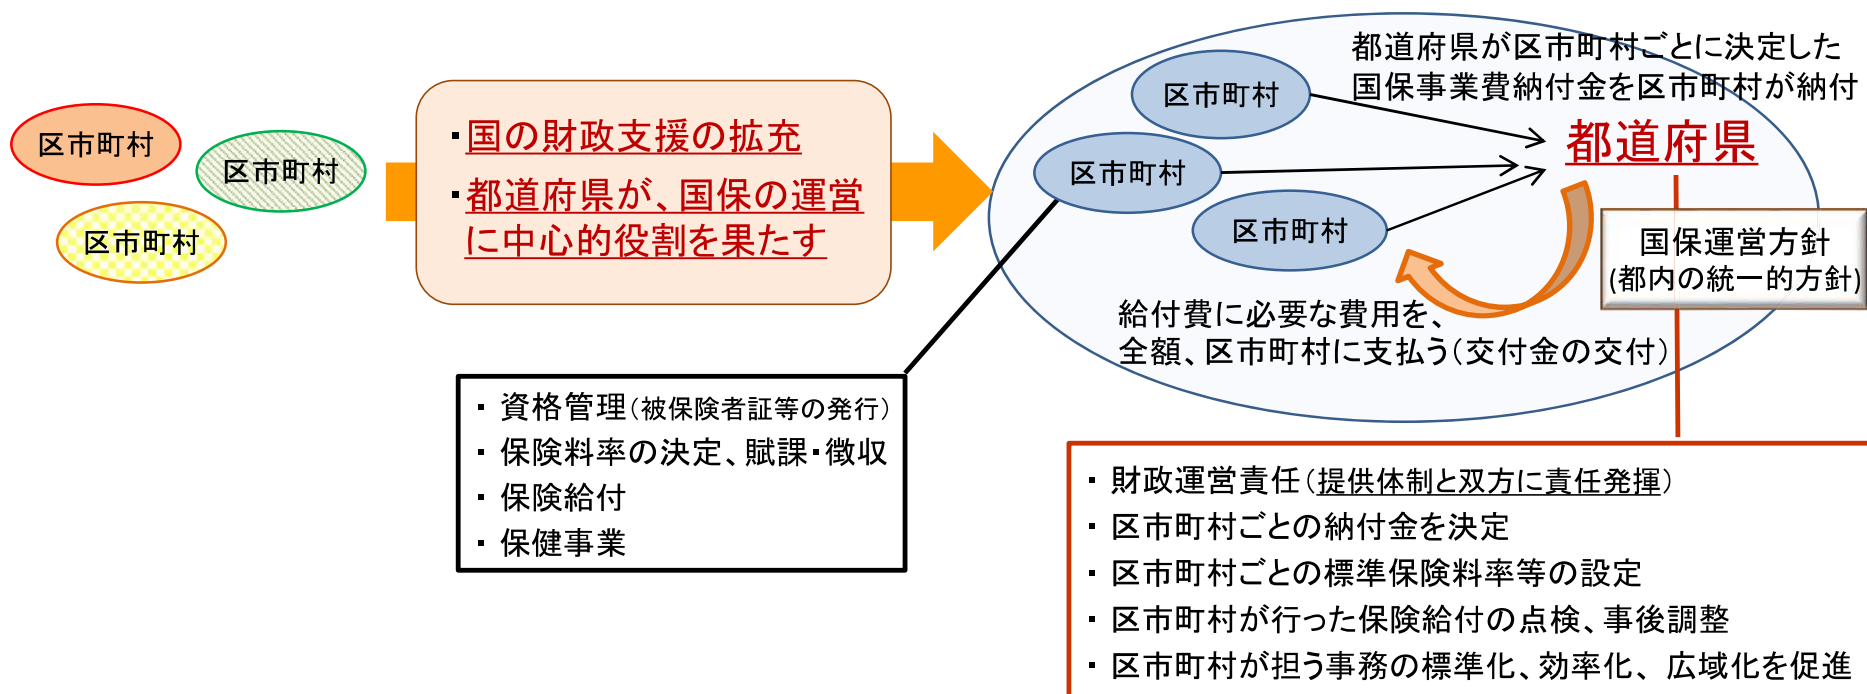 区市町村
区市町村
区市町村
・国の財政支援の拡充
・都道府県が、国保の運営
に中心的役割を果たす
都道府県が区市町村ごとに決定した
国保事業費納付金を区市町村が納付
区市町村
区市町村
区市町村
都道府県
国保運営方針
(都内の統一的方針)
給付費に必要な費用を、
全額、区市町村に支払う(交付金の交付)
・ 資格管理(被保険者証等の発行)
・ 保険料率の決定、賦課・徴収
・ 保険給付
・ 保健事業
・ 財政運営責任(提供体制と双方に責任発揮)
・ 区市町村ごとの納付金を決定
・ 区市町村ごとの標準保険料率等の設定
・ 区市町村が行った保険給付の点検、事後調整
・ 区市町村が担う事務の標準化、効率化、広域化を促進